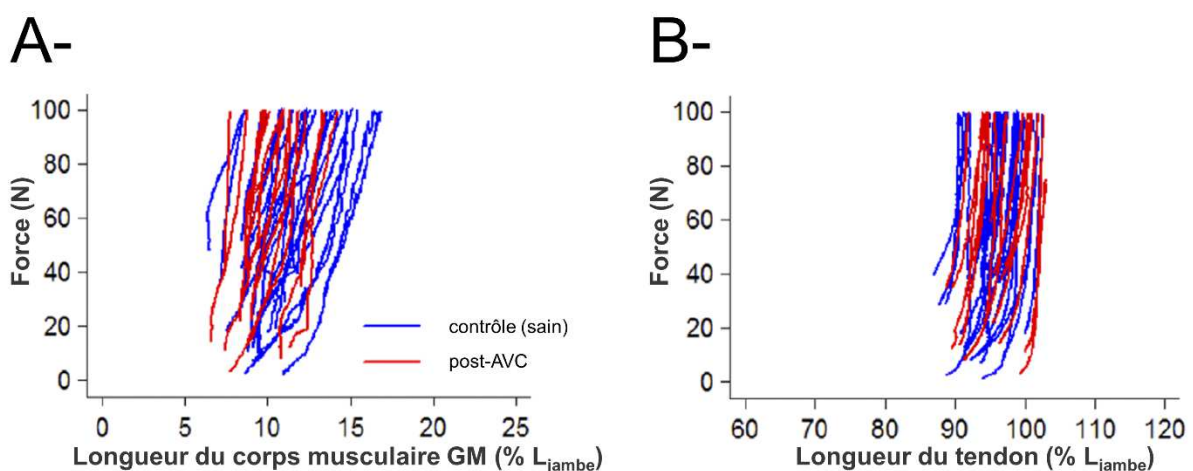 A-
B-
Force (N)
100
80
60
40
20
0
contrôle (sain)
post-AVC
0 5 10 15 20 25
Longueur du corps musculaire GM (% Ljambe)
Force (N)
100
80
60
40
20
0
60 70 80 90 100 110 120
Longueur du tendon (% Ljambe)